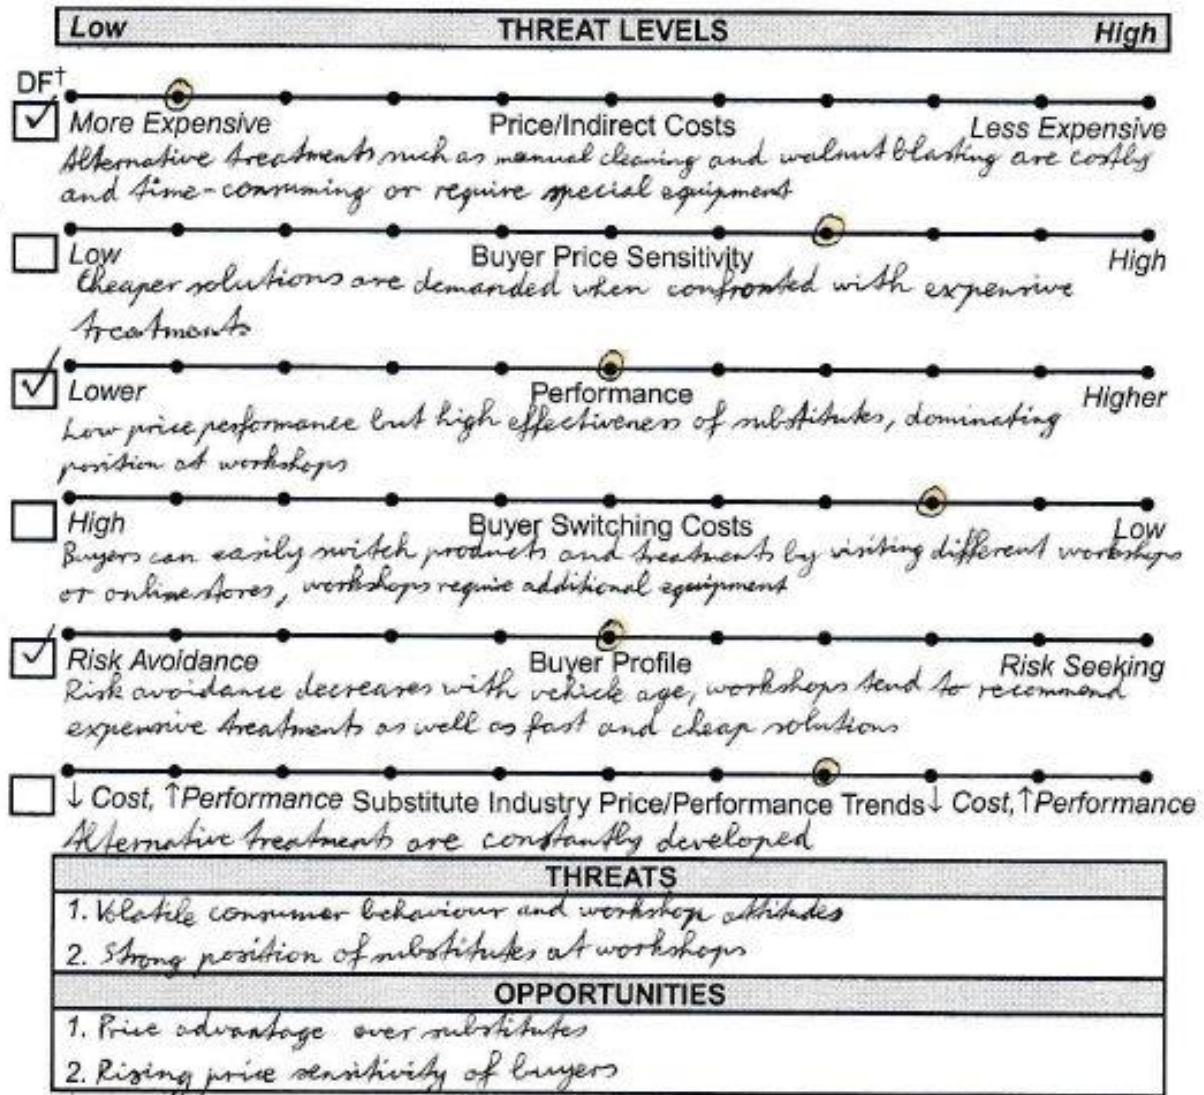 Low THREAT LEVELS High
DF†
More Expensive Price/Indirect Costs Less Expensive
Alternative treatments such as manual cleaning and walnut blasting are costly
and time-consuming or require special equipment
Low Buyer Price Sensitivity High
Cheaper solutions are demanded when confronted with expensive
treatments
Lower Performance Higher
Low price performance but high effectiveness of substitutes, dominating
position at workshops
High Buyer Switching Costs Low
Buyers can easily switch products and treatments by visiting different workshops
or online stores, workshops require additional equipment
Risk Avoidance Buyer Profile Risk Seeking
Risk avoidance decreases with vehicle age, workshops tend to recommend
expensive treatments as well as fast and cheap solutions
↓ Cost, ↑Performance Substitute Industry Price/Performance Trends ↓ Cost, ↑Performance
Alternative treatments are constantly developed
THREATS
1. Volatile consumer behaviour and workshop attitudes
2. Strong position of substitutes at workshops
OPPORTUNITIES
1. Price advantage over substitutes
2. Rising price sensitivity of buyers